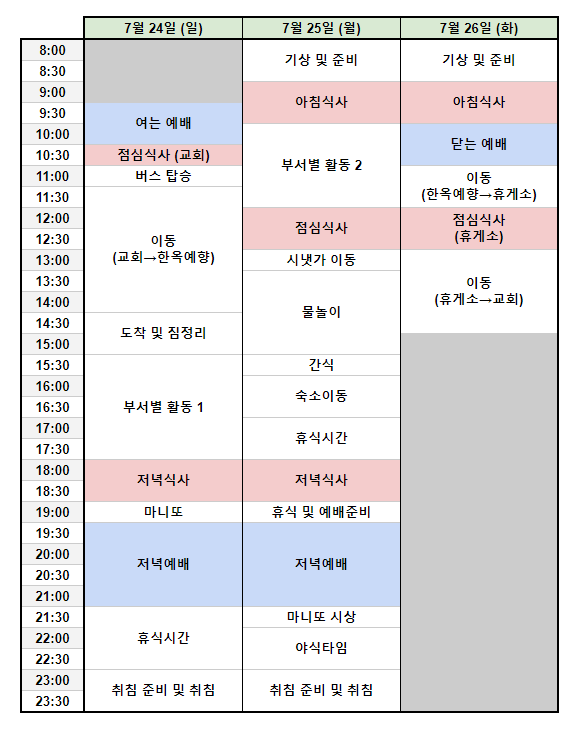 7월 24일 (일) 7월 25일 (월) 7월 26일 (화)
8:00 기상 및 준비 기상 및 준비
8:30
9:00 아침식사 아침식사
9:30 여는 예배
10:00 부서별 활동 2 닫는 예배
10:30 점심식사 (교회)
11:00 버스 탑승 이동
(한옥예향→휴게소)
11:30 이동
(교회→한옥예향)
12:00 점심식사 점심식사
(휴게소)
12:30
13:00 시냇가 이동 이동
(휴게소→교회)
13:30 물놀이
14:00
14:30 도착 및 짐정리
15:00
15:30 부서별 활동 1 간식
16:00 숙소이동
16:30
17:00 휴식시간
17:30
18:00 저녁식사 저녁식사
18:30
19:00 마니또 휴식 및 예배준비
19:30 저녁예배 저녁예배
20:00
20:30
21:00
21:30 휴식시간 마니또 시상
22:00 야식타임
22:30
23:00 취침 준비 및 취침 취침 준비 및 취침
23:30